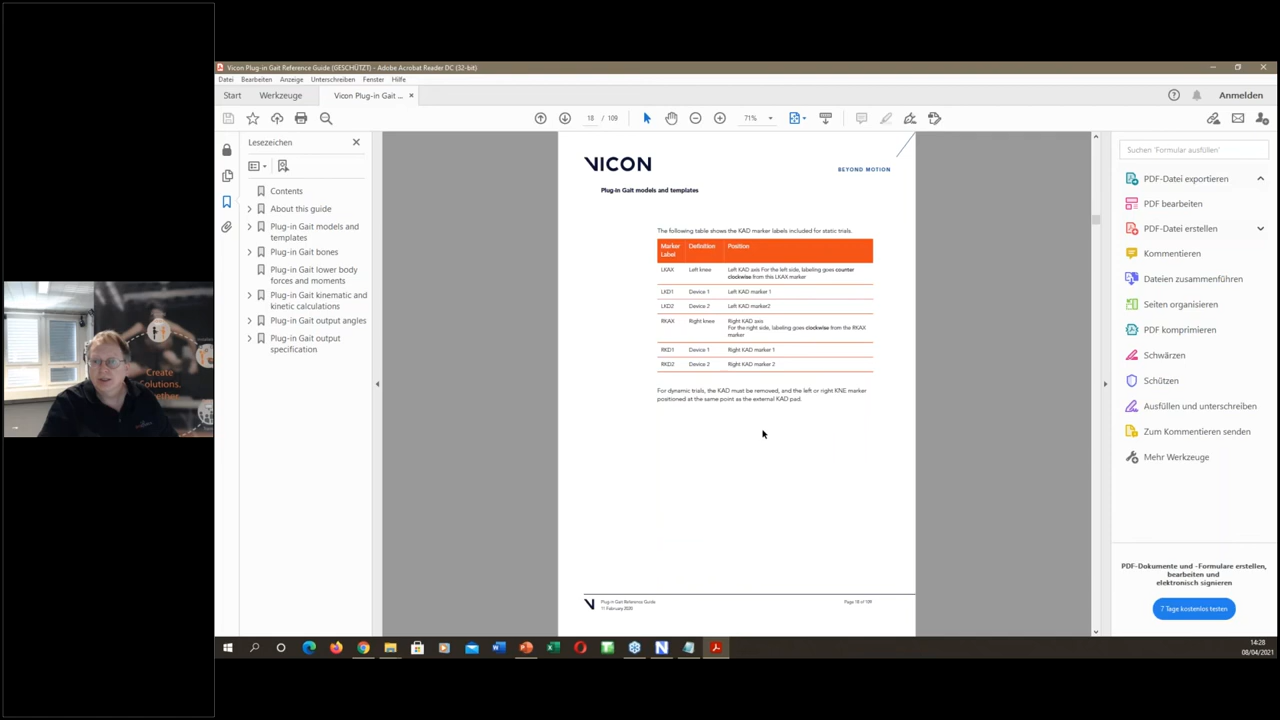 Vicon Plug-in Gait Reference Guide (GESCHÜTZT) - Adobe Acrobat Reader DC (32-bit)
Datei Bearbeiten Anzeige Unterschreiben Fenster Hilfe
Start Werkzeuge Vicon Plug-in Gait ... × Anmelden
18 / 109 71%
Lesezeichen
Contents
About this guide
Plug-in Gait models and
templates
Plug-in Gait bones
Plug-in Gait lower body
forces and moments
Plug-in Gait kinematic and
kinetic calculations
Plug-in Gait output angles
Plug-in Gait output
specification
VICON
BEYOND MOTION
Plug-in Gait models and templates
The following table shows the KAD marker labels included for static trials.
Marker Label Definition Position
LKAX Left knee Left KAD axis For the left side, labeling goes counter
clockwise from this LKAX marker
LKD1 Device 1 Left KAD marker 1
LKD2 Device 2 Left KAD marker2
RKAX Right knee Right KAD axis
For the right side, labeling goes clockwise from the RKAX
marker
RKD1 Device 1 Right KAD marker 1
RKD2 Device 2 Right KAD marker 2
For dynamic trials, the KAD must be removed, and the left or right KNE marker
positioned at the same point as the external KAD pad.
Plug-in Gait Reference Guide
11 February 2020
Page 18 of 109
Suchen 'Formular ausfüllen'
PDF-Datei exportieren
PDF bearbeiten
PDF-Datei erstellen
Kommentieren
Dateien zusammenführen
Seiten organisieren
PDF komprimieren
Schwärzen
Schützen
Ausfüllen und unterschreiben
Zum Kommentieren senden
Mehr Werkzeuge
PDF-Dokumente und -Formulare erstellen,
bearbeiten und
elektronisch signieren
7 Tage kostenlos testen
Create
Solutions.
14:28
08/04/2021